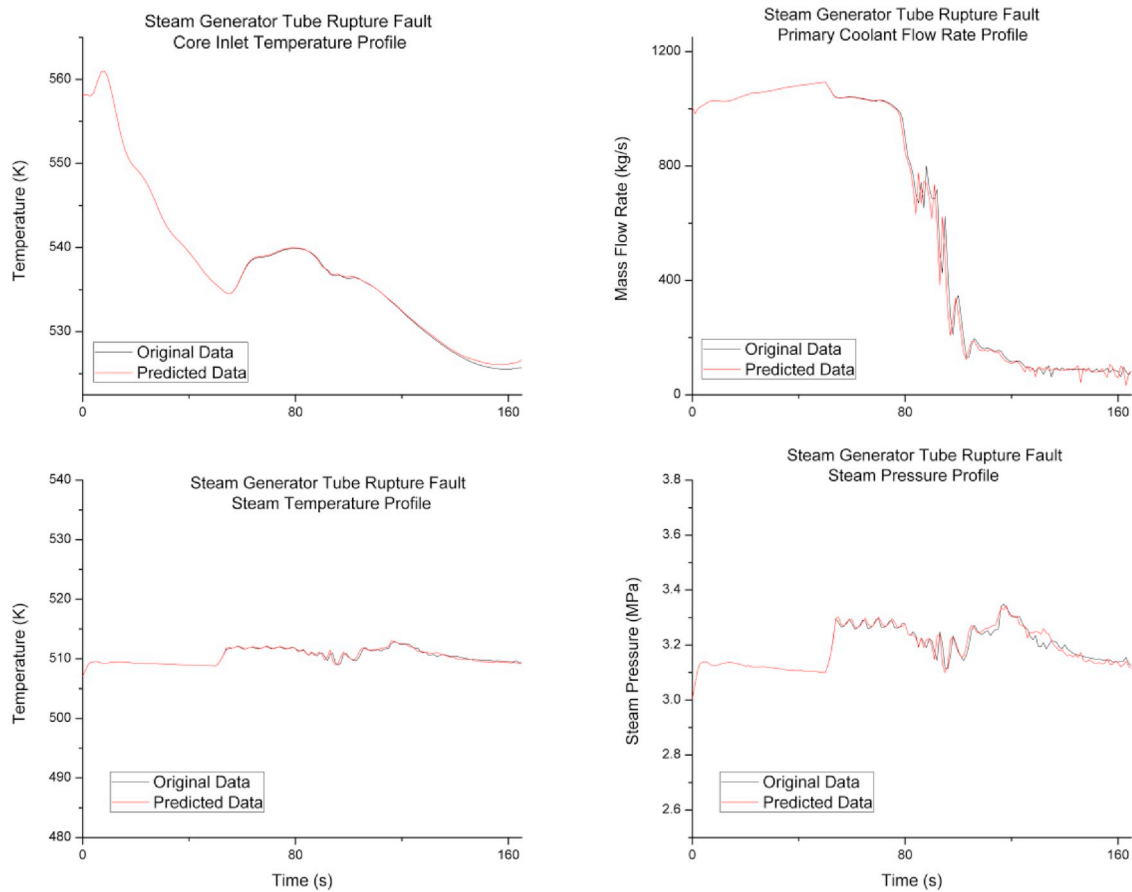 Steam Generator Tube Rupture Fault
Core Inlet Temperature Profile
560
550
540
530
Temperature (K)
Original Data
Predicted Data
0
80
160
Steam Generator Tube Rupture Fault
Primary Coolant Flow Rate Profile
1200
800
400
0
Mass Flow Rate (kg/s)
Original Data
Predicted Data
0
80
160
Steam Generator Tube Rupture Fault
Steam Temperature Profile
540
530
520
510
500
490
480
Temperature (K)
Original Data
Predicted Data
0
80
160
Time (s)
Steam Generator Tube Rupture Fault
Steam Pressure Profile
3.8
3.6
3.4
3.2
3.0
2.8
2.6
Steam Pressure (MPa)
Original Data
Predicted Data
0
80
160
Time (s)